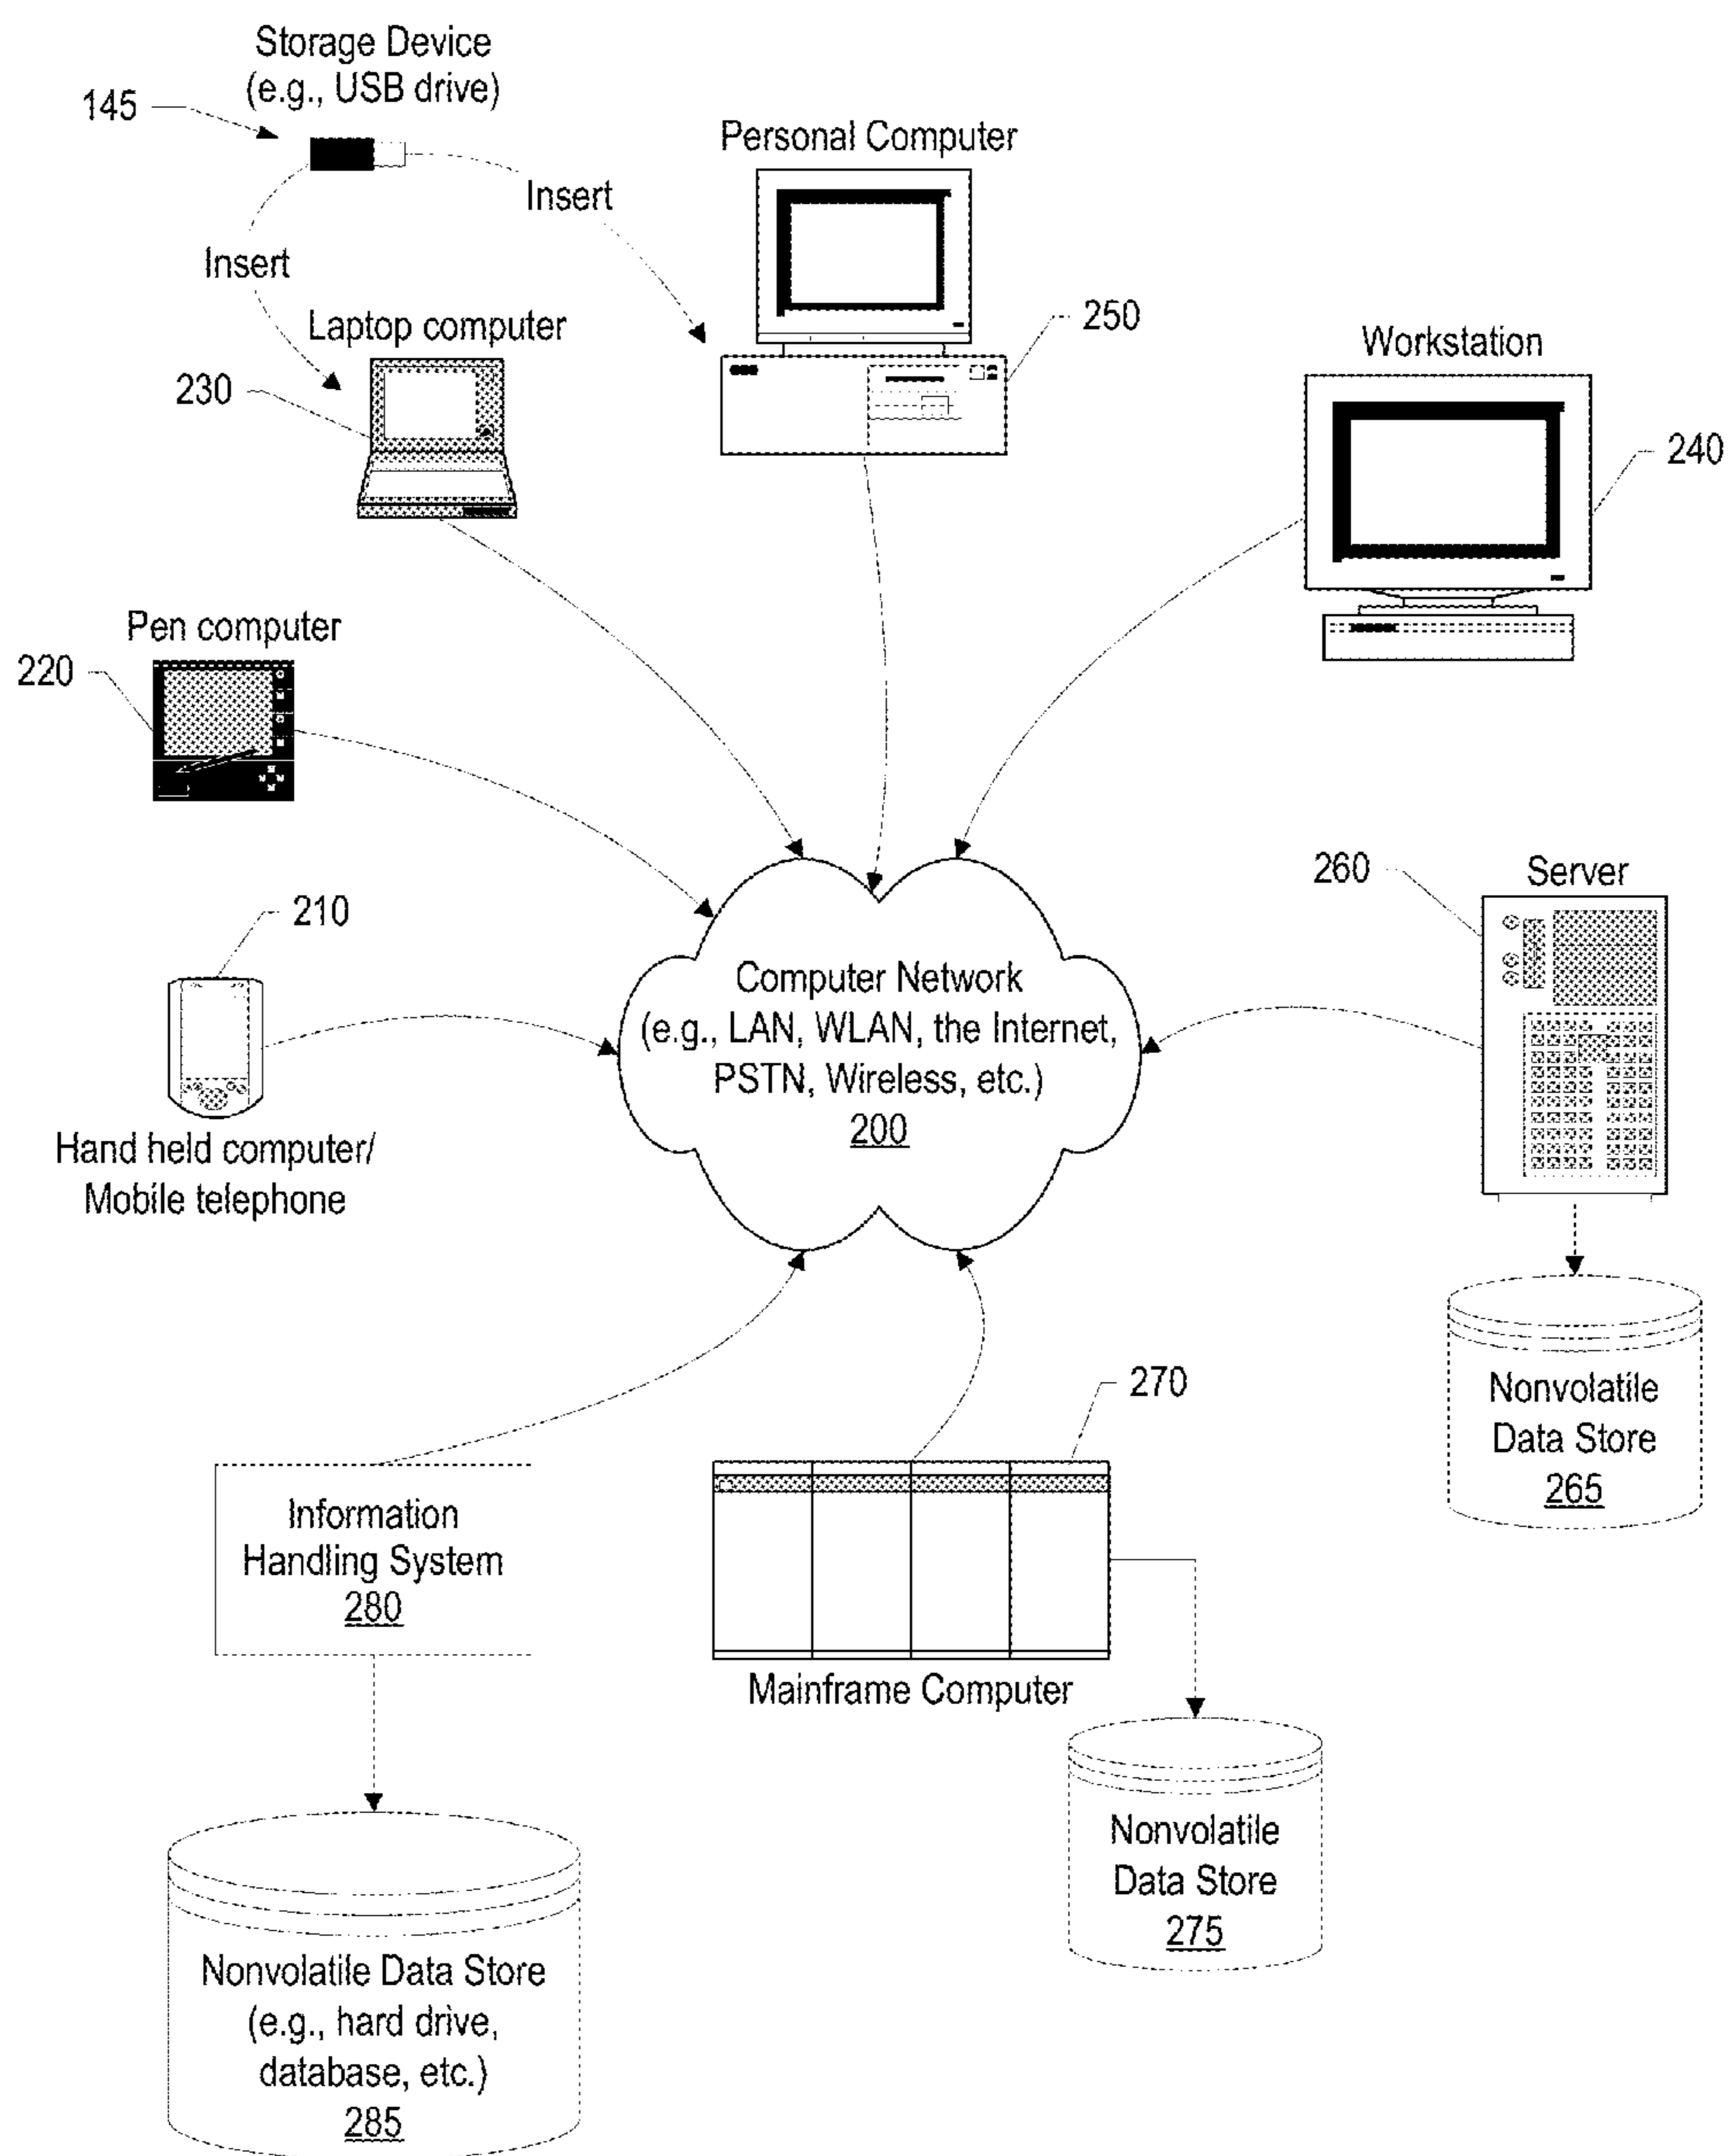 Storage Device
(e.g., USB drive)
145
Personal Computer
Insert
Insert
Laptop computer
250
Workstation
230
240
Pen computer
220
260
Server
210
Computer Network
(e.g., LAN, WLAN, the Internet,
PSTN, Wireless, etc.)
200
Hand held computer/
Mobile telephone
270
Nonvolatile
Data Store
265
Information
Handling System
280
Mainframe Computer
Nonvolatile
Data Store
275
Nonvolatile Data Store
(e.g., hard drive,
database, etc.)
285